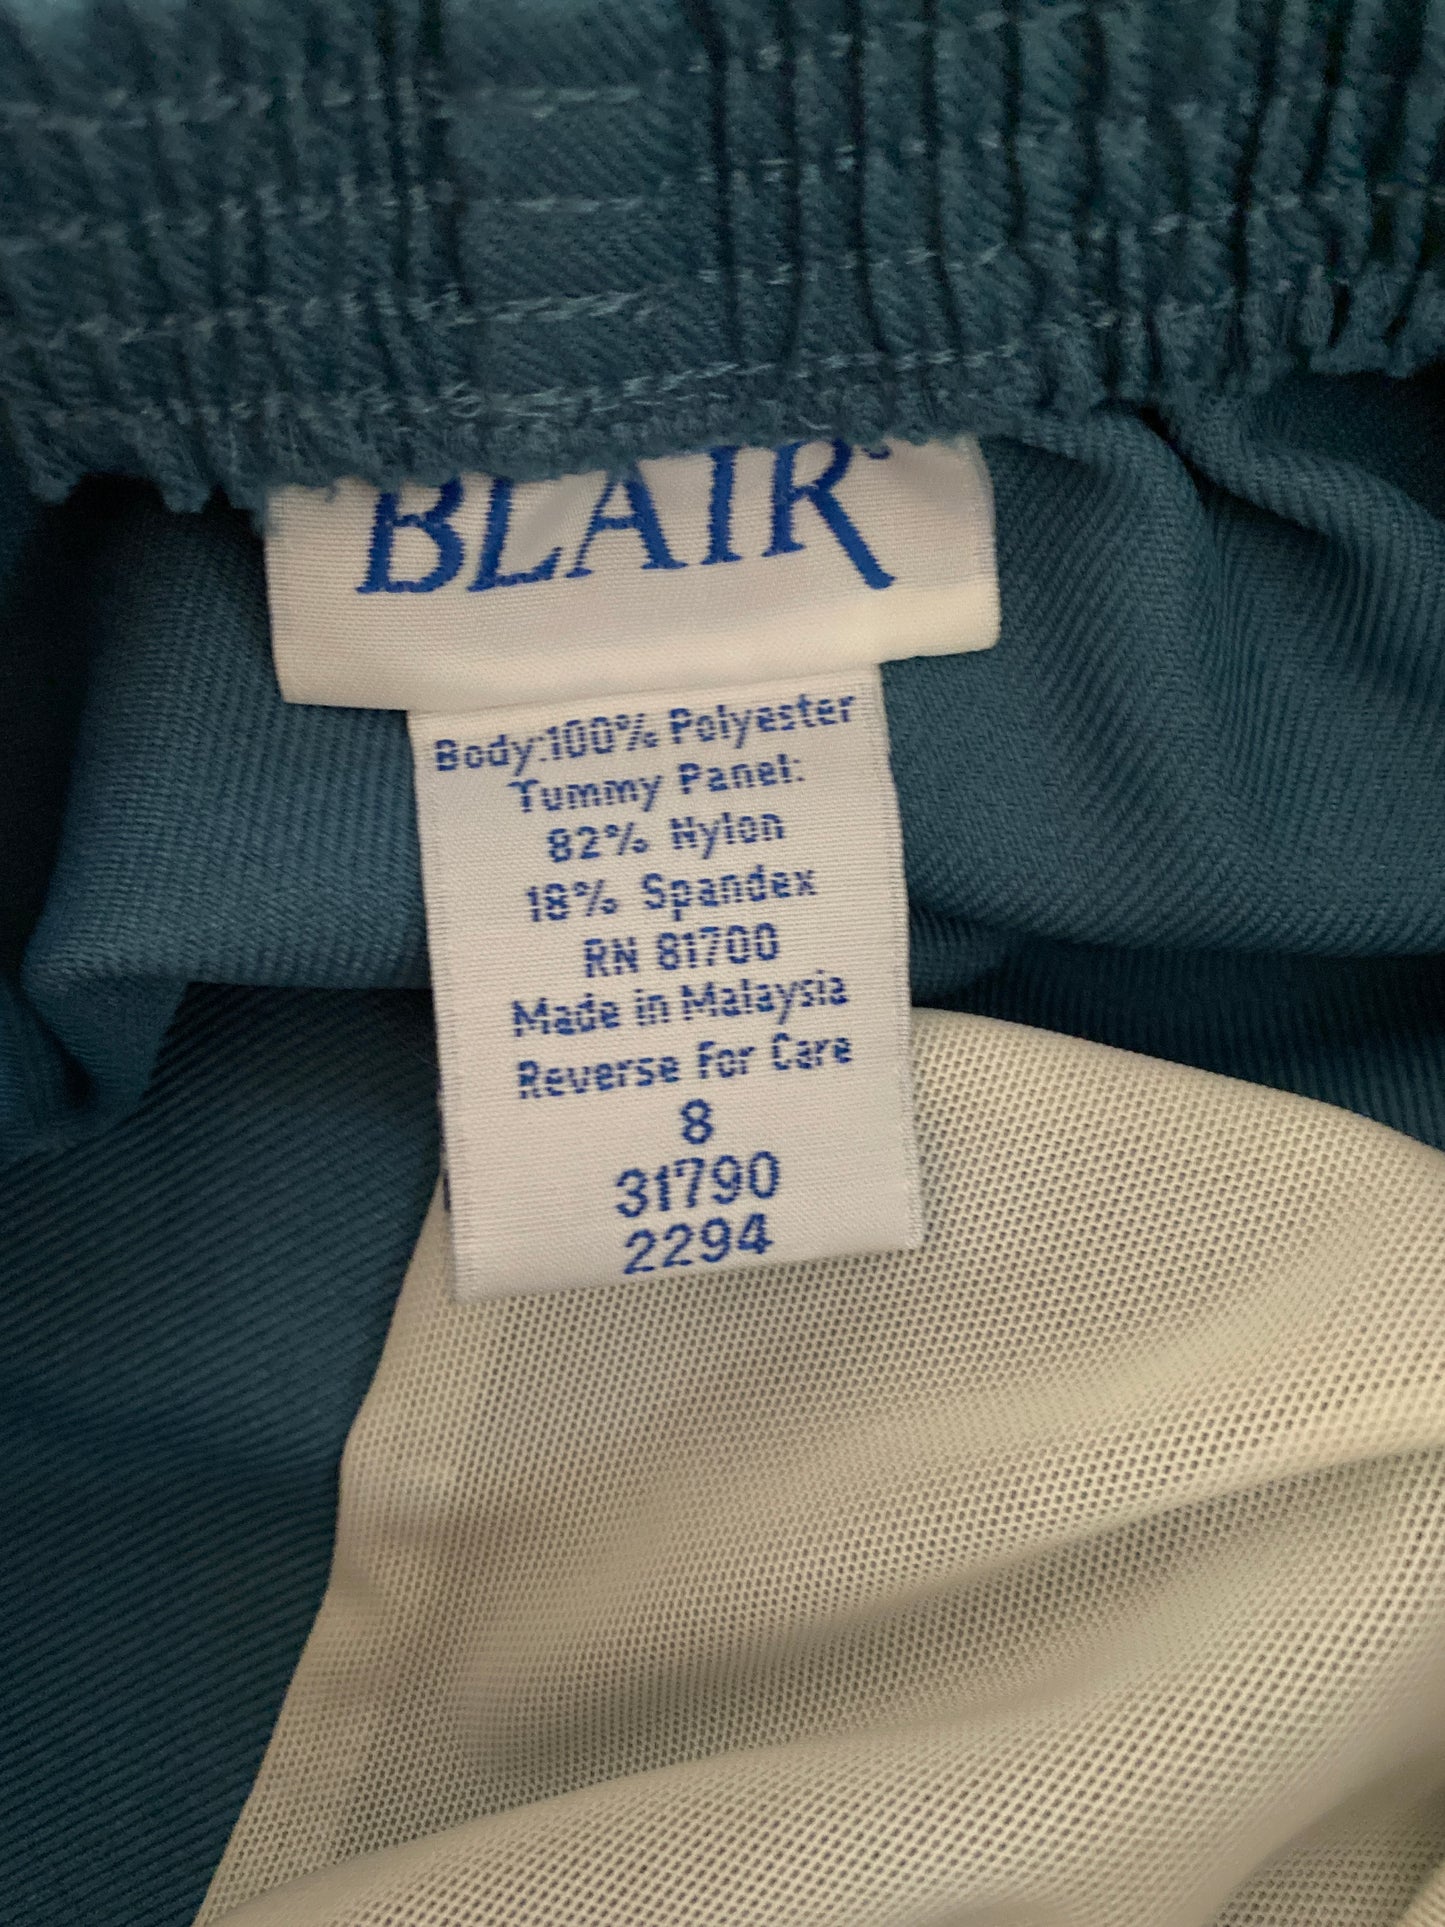 BLAIR®
Body:100% Polyester
Tummy Panel:
82% Nylon
18% Spandex
RN 81700
Made in Malaysia
Reverse For Care
8
31790
2294